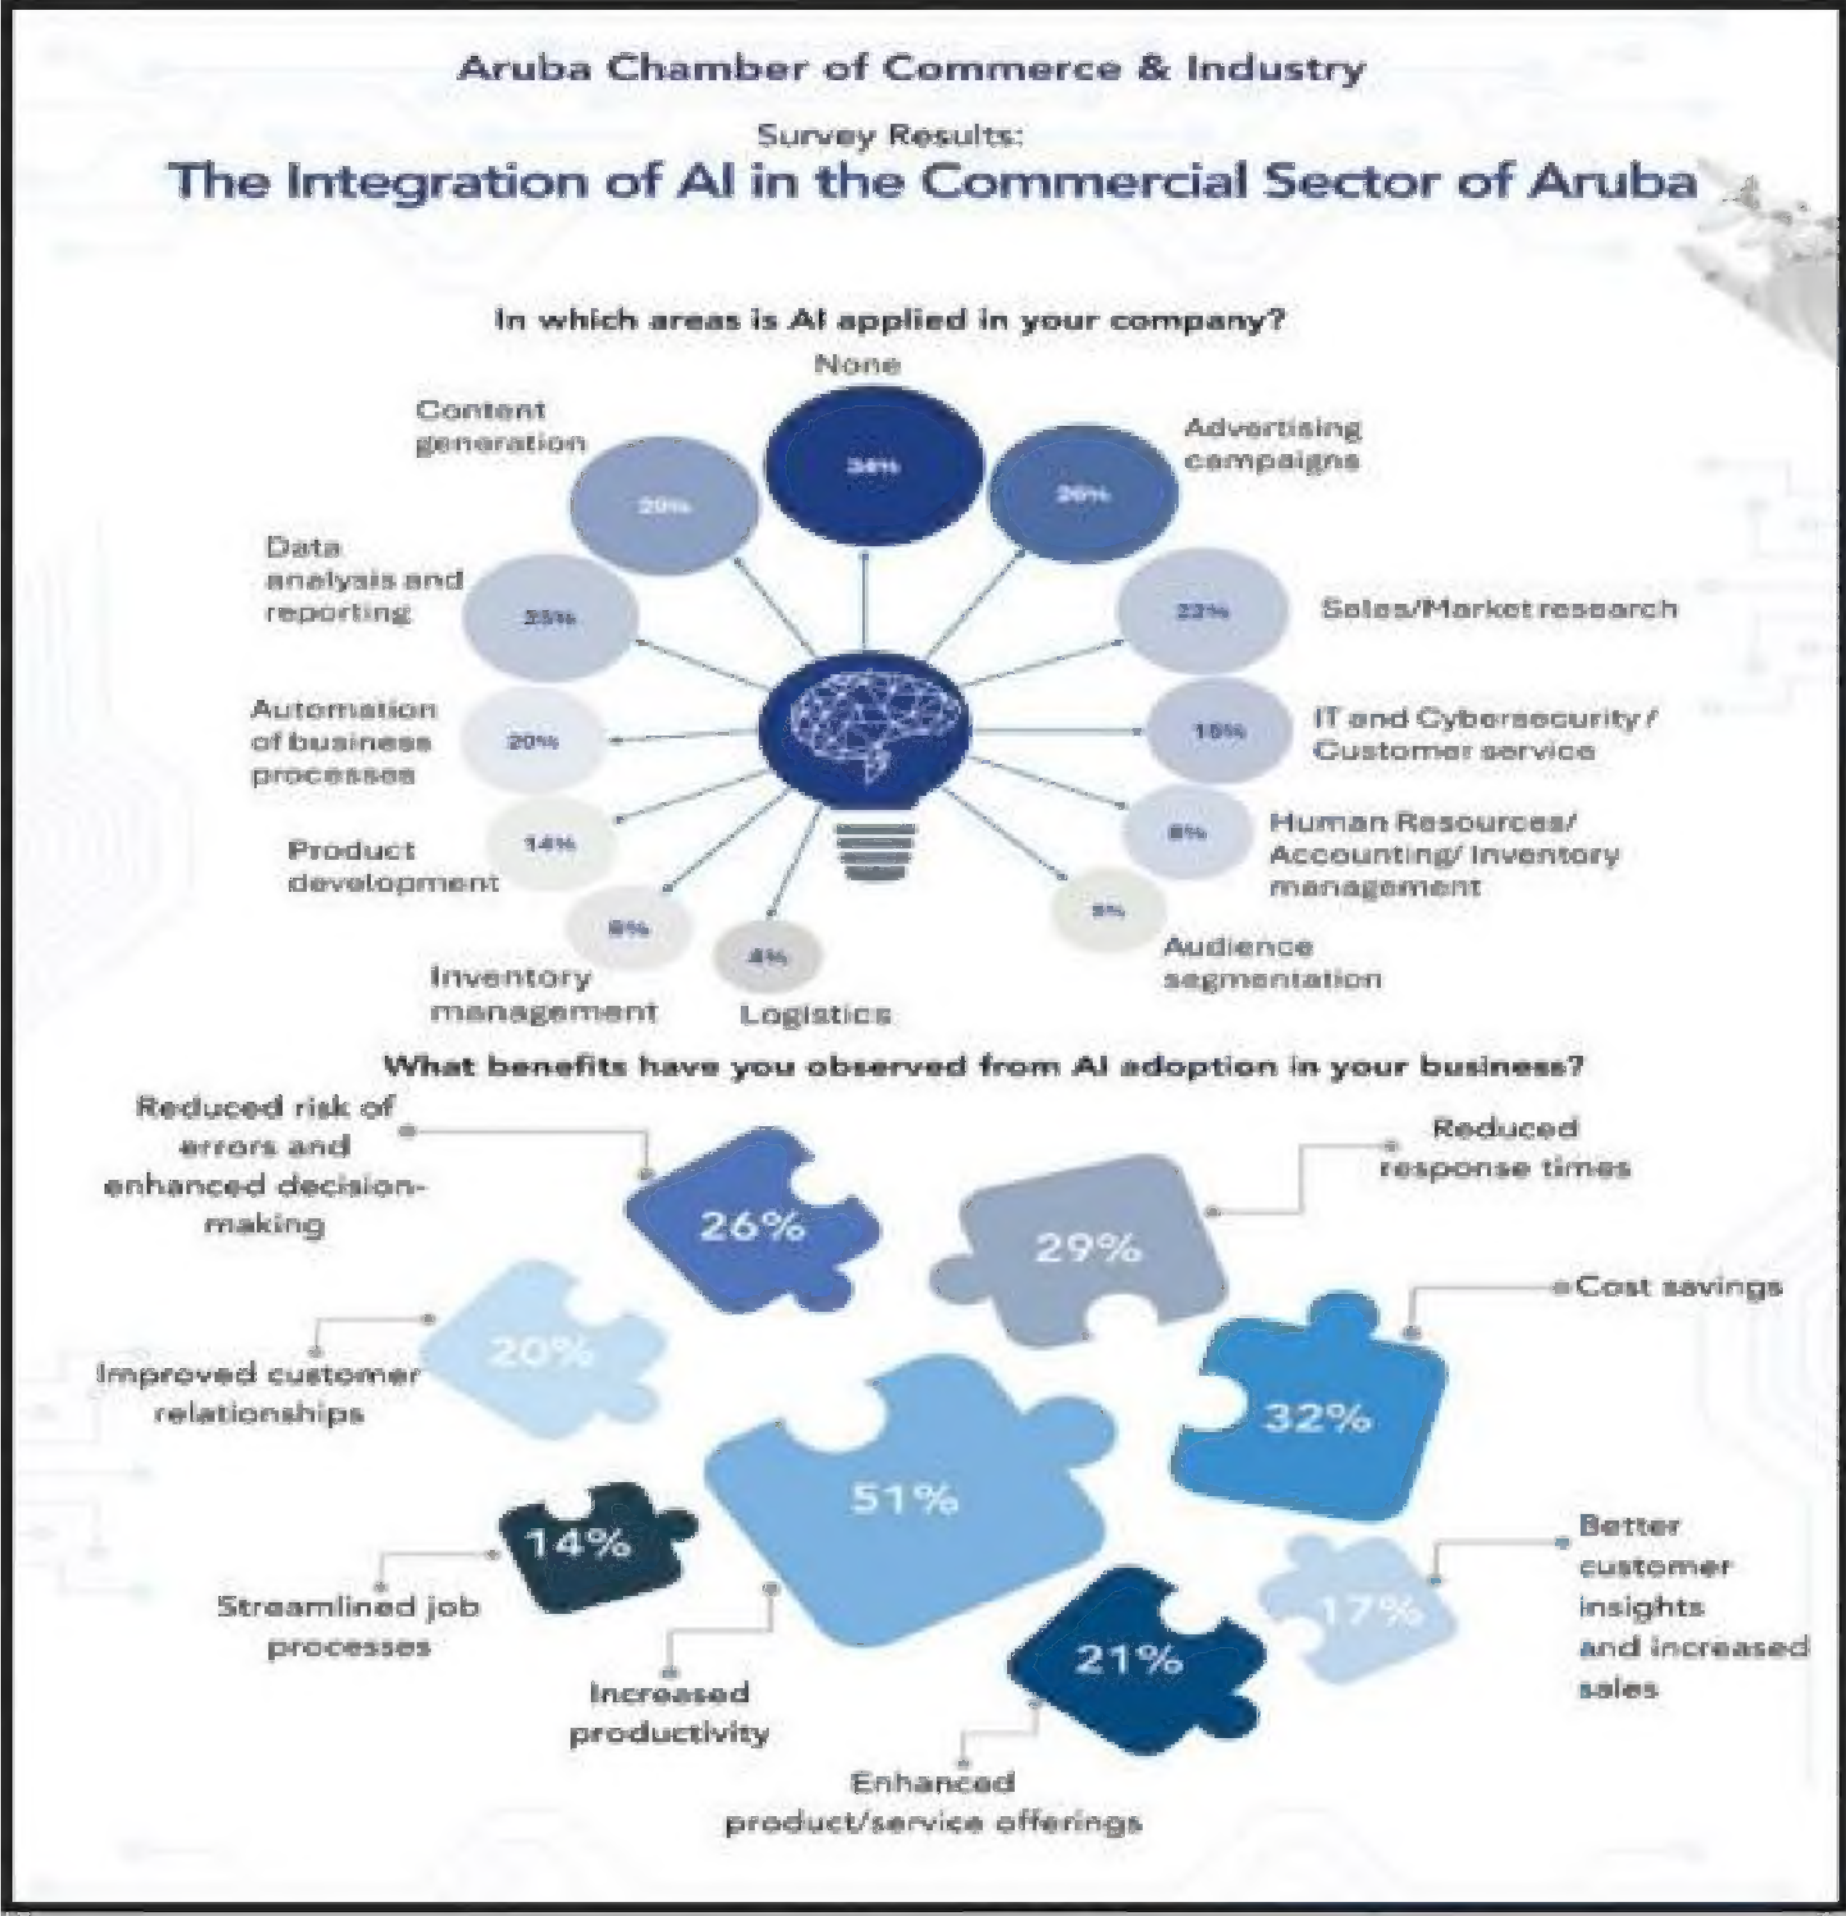 Aruba Chamber of Commerce & Industry
Survey Results:
The Integration of AI in the Commercial Sector of Aruba
In which areas is AI applied in your company?
None
Content
generation
Advertising
campaigns
Data
analysis and
reporting
Sales/Market research
Automation
of business
processes
20%
IT and Cybersecurity /
Customer service
Product
development
14%
Human Resources/
Accounting/ Inventory
management
Inventory
management
4%
Logistics
Audience
segmentation
What benefits have you observed from AI adoption in your business?
Reduced risk of
errors and
enhanced decision-
making
26%
Reduced
response times
29%
Cost savings
32%
Improved customer
relationships
20%
51%
14%
Streamlined job
processes
Increased
productivity
21%
Enhanced
product/service offerings
17%
Better
customer
insights
and increased
sales